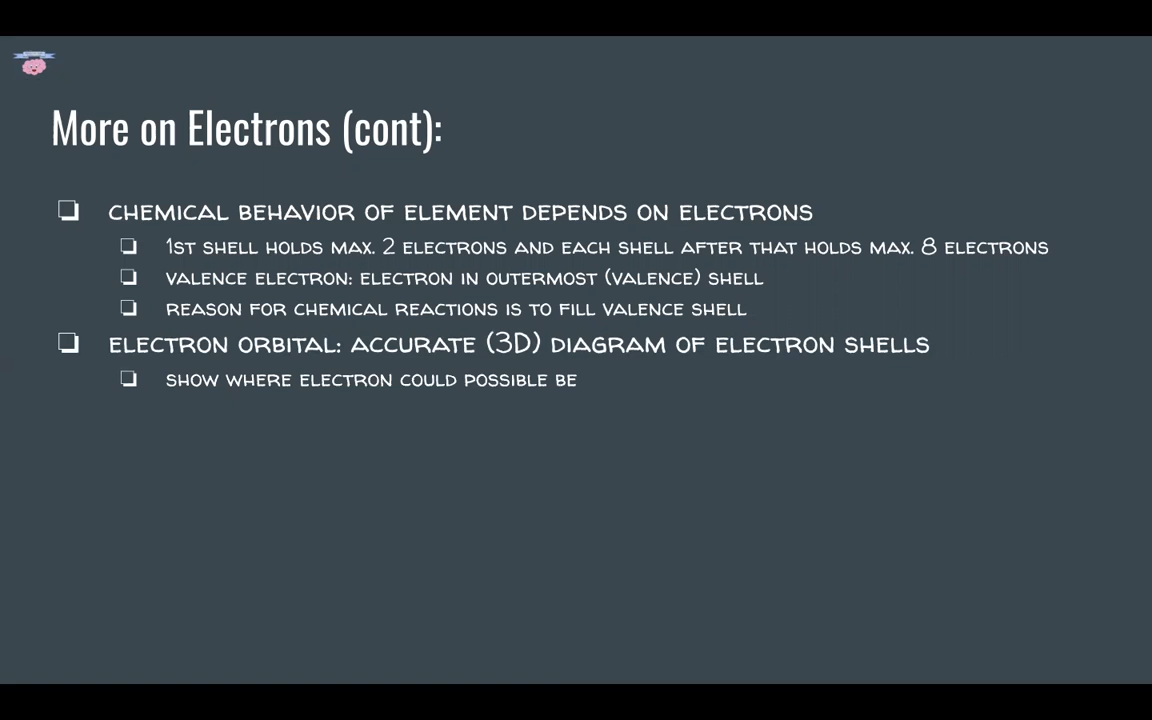 More on Electrons (cont):
CHEMICAL BEHAVIOR OF ELEMENT DEPENDS ON ELECTRONS
1ST SHELL HOLDS MAX. 2 ELECTRONS AND EACH SHELL AFTER THAT HOLDS MAX. 8 ELECTRONS
VALENCE ELECTRON: ELECTRON IN OUTERMOST (VALENCE) SHELL
REASON FOR CHEMICAL REACTIONS IS TO FILL VALENCE SHELL
ELECTRON ORBITAL: ACCURATE (3D) DIAGRAM OF ELECTRON SHELLS
SHOW WHERE ELECTRON COULD POSSIBLE BE